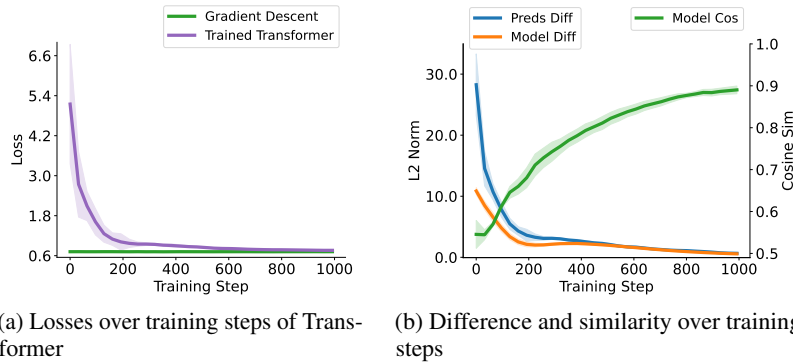 Gradient Descent
Trained Transformer
6.6
5.4
4.2
3.0
1.8
0.6
Loss
0
200
400
600
800
1000
Training Step
(a) Losses over training steps of Trans-
former
Preds Diff
Model Diff
Model Cos
30.0
20.0
10.0
0.0
L2 Norm
1.0
0.9
0.8
0.7
0.6
0.5
Cosine Sim
0
200
400
600
800
1000
Training Step
(b) Difference and similarity over training
steps